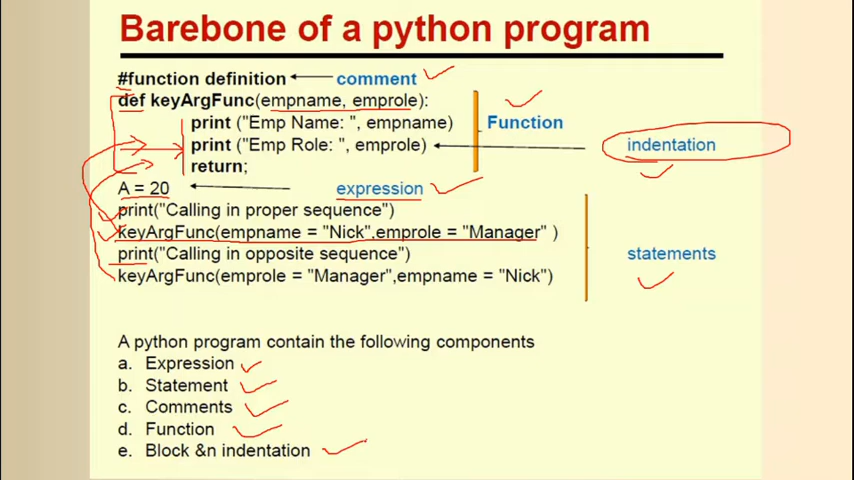 Barebone of a python program
#function definition comment
def keyArgFunc(empname, emprole):
print ("Emp Name: ", empname) Function
print ("Emp Role: ", emprole) indentation
return;
A = 20 expression
print("Calling in proper sequence")
keyArgFunc(empname = "Nick",emprole = "Manager" )
print("Calling in opposite sequence") statements
keyArgFunc(emprole = "Manager",empname = "Nick")
A python program contain the following components
a. Expression
b. Statement
c. Comments
d. Function
e. Block &n indentation